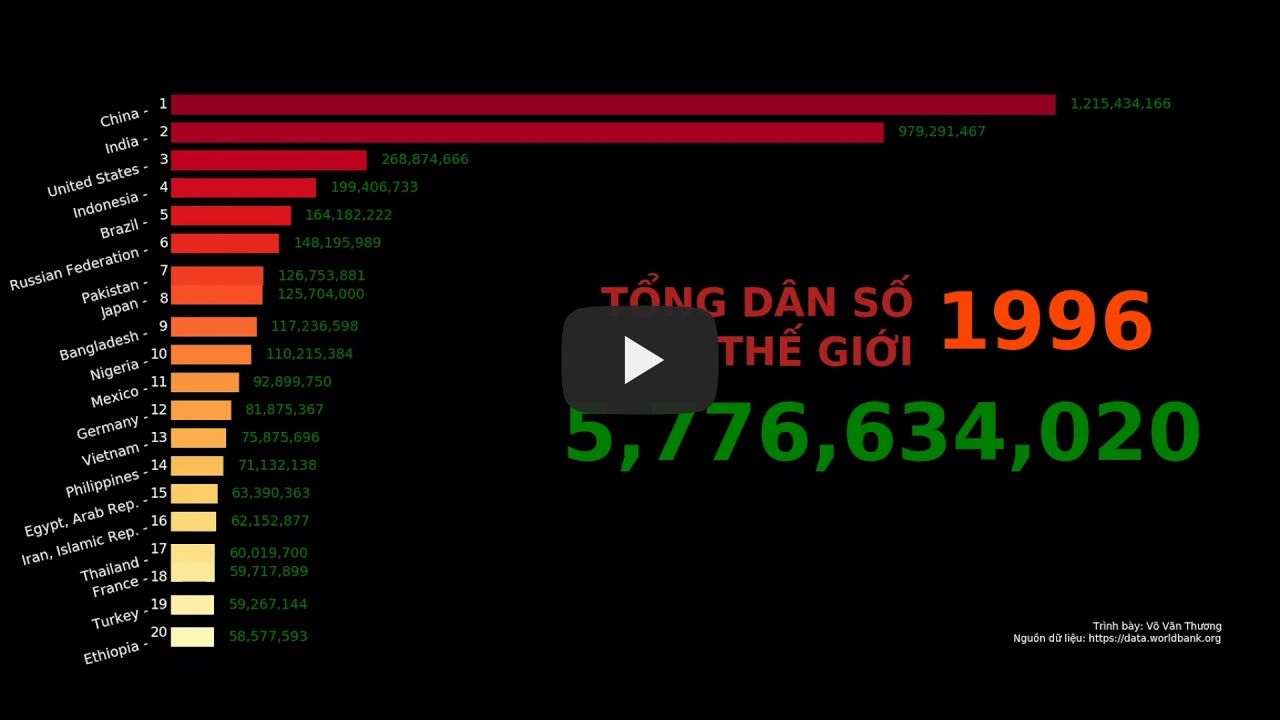 China - 1 1,215,434,166
India - 2 979,291,467
United States - 3 268,874,666
Indonesia - 4 199,406,733
Brazil - 5 164,182,222
Russian Federation - 6 148,195,989
Pakistan - 7 126,753,881
Japan - 8 125,704,000
Bangladesh - 9 117,236,598
Nigeria - 10 110,215,384
Mexico - 11 92,899,750
Germany - 12 81,875,367
Vietnam - 13 75,875,696
Philippines - 14 71,132,138
Egypt, Arab Rep. - 15 63,390,363
Iran, Islamic Rep. - 16 62,152,877
Thailand - 17 60,019,700
France - 18 59,717,899
Turkey - 19 59,267,144
Ethiopia - 20 58,577,593
TỔNG DÂN SỐ
THẾ GIỚI
1996
5,776,634,020
Trình bày: Võ Văn Thương
Nguồn dữ liệu: https://data.worldbank.org